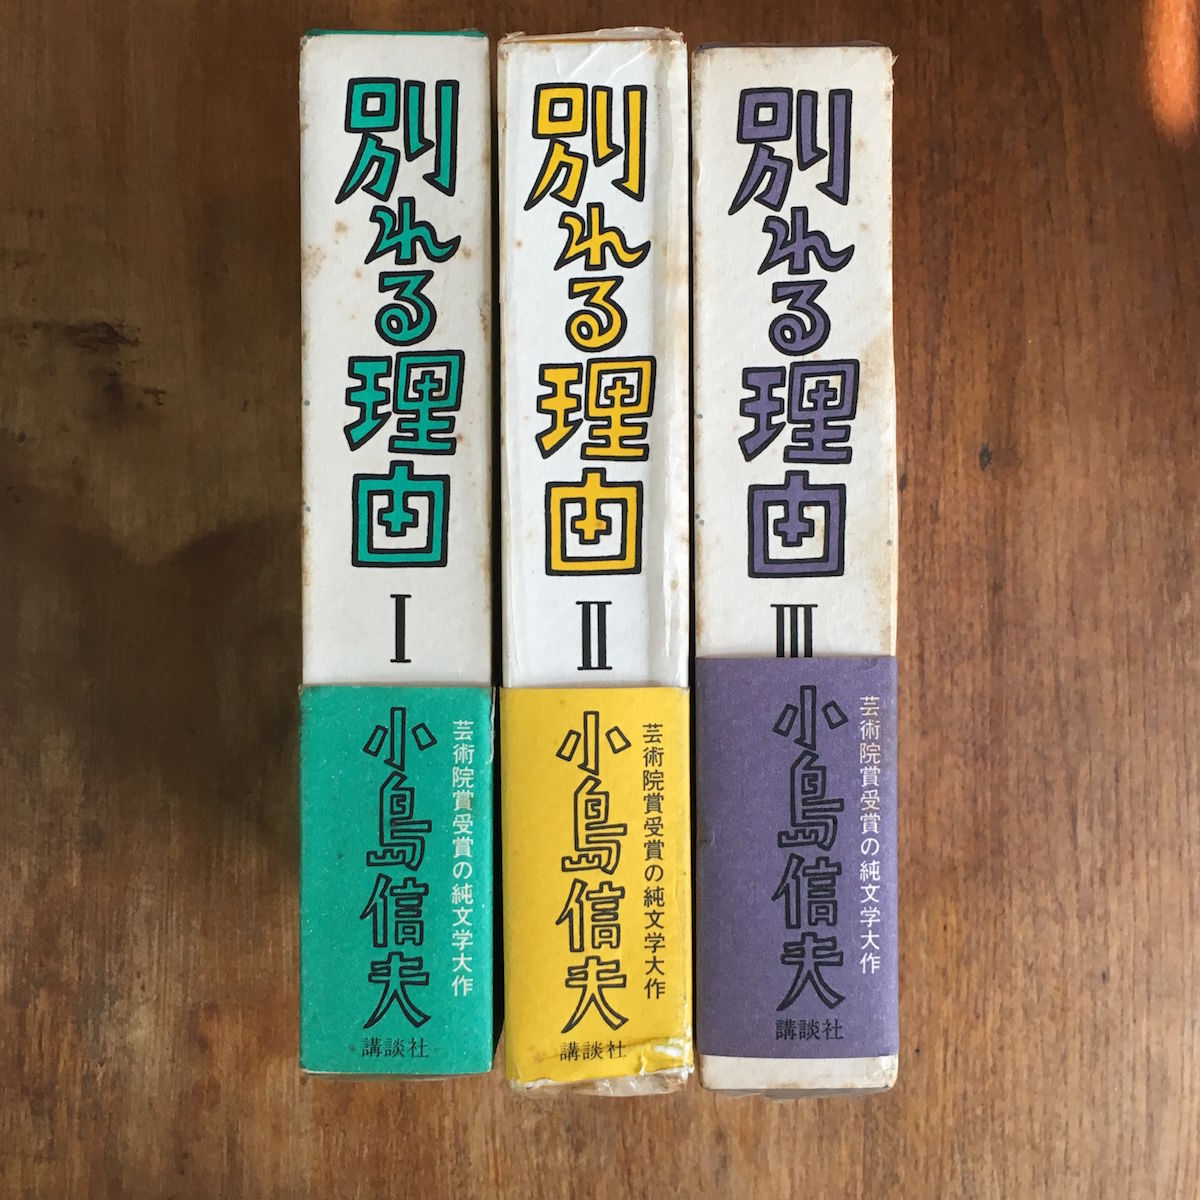 別れる理由
I
芸術院賞受賞の純文学大作
小島信夫
講談社
別れる理由
II
芸術院賞受賞の純文学大作
小島信夫
講談社
別れる理由
III
芸術院賞受賞の純文学大作
小島信夫
講談社